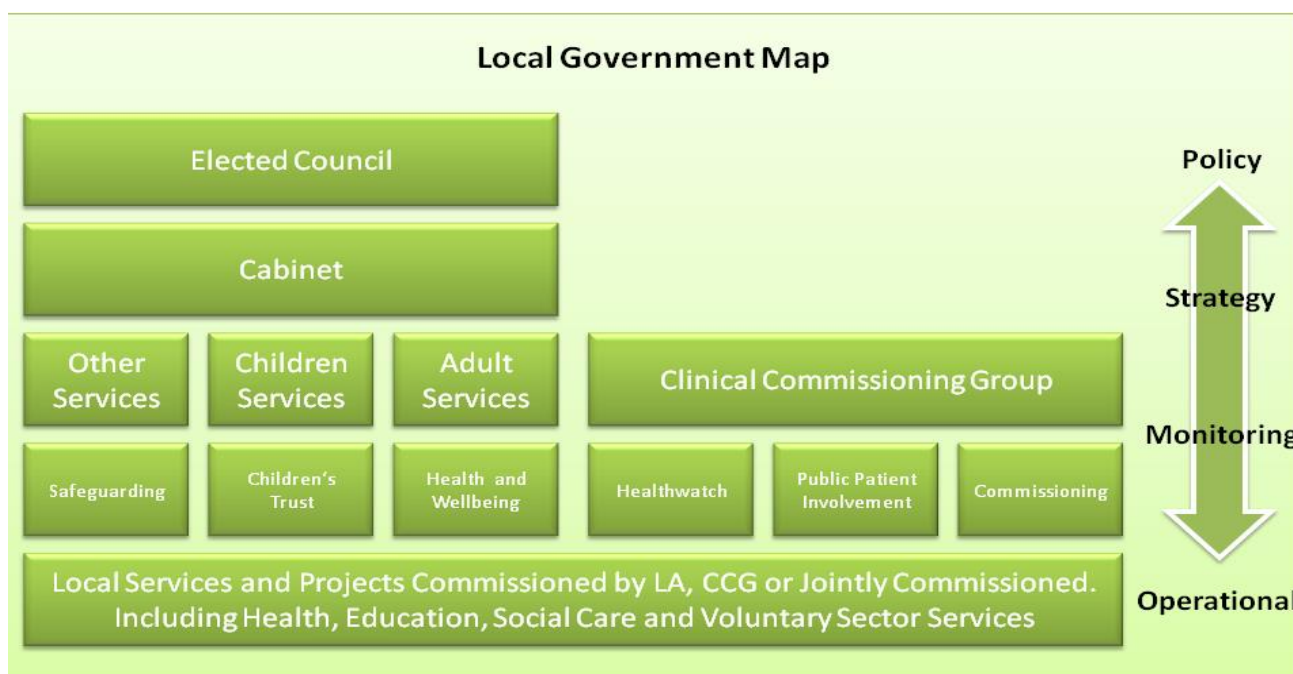 Local Government Map
Elected Council
Policy
Cabinet
Strategy
Other
Services
Children
Services
Adult
Services
Clinical Commissioning Group
Monitoring
Safeguarding
Children's
Trust
Health and
Wellbeing
Healthwatch
Public Patient
Involvement
Commissioning
Local Services and Projects Commissioned by LA, CCG or Jointly Commissioned.
Including Health, Education, Social Care and Voluntary Sector Services
Operational